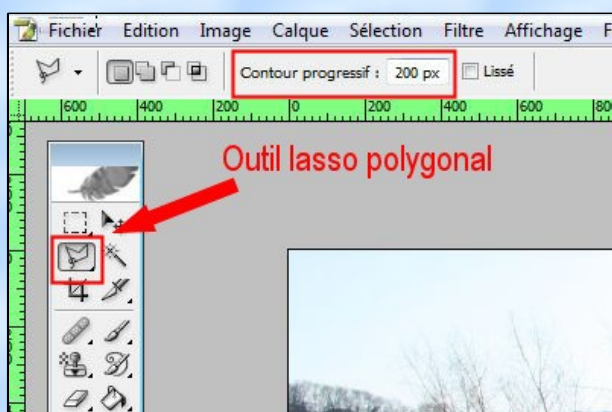 Fichier Edition Image Calque Sélection Filtre Affichage F
Contour progressif : 200 px Lissé
600 400 200 0 200 400 600 800
Outil lasso polygonal